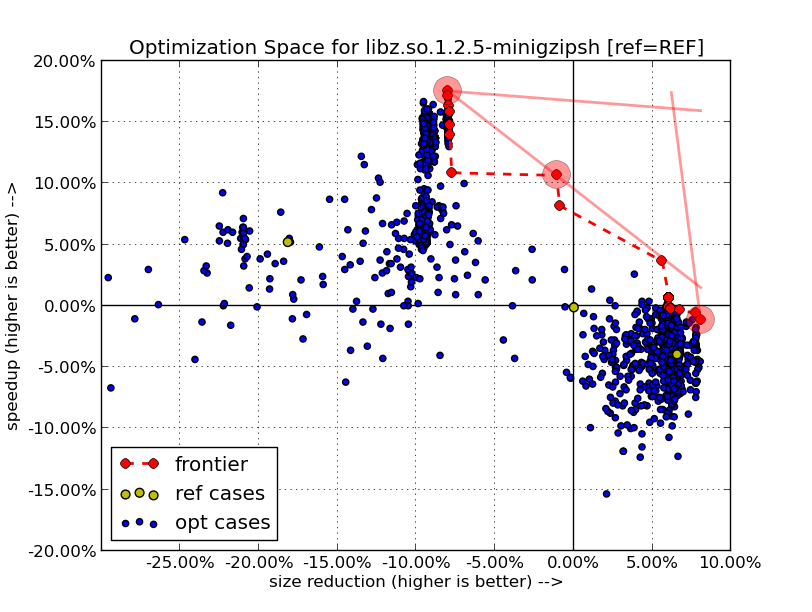 Optimization Space for libz.so.1.2.5-minigzipsh [ref=REF]
20.00%
15.00%
10.00%
5.00%
0.00%
-5.00%
-10.00%
-15.00%
-20.00%
speedup (higher is better) -->
frontier
ref cases
opt cases
-25.00% -20.00% -15.00% -10.00% -5.00% 0.00% 5.00% 10.00%
size reduction (higher is better) -->